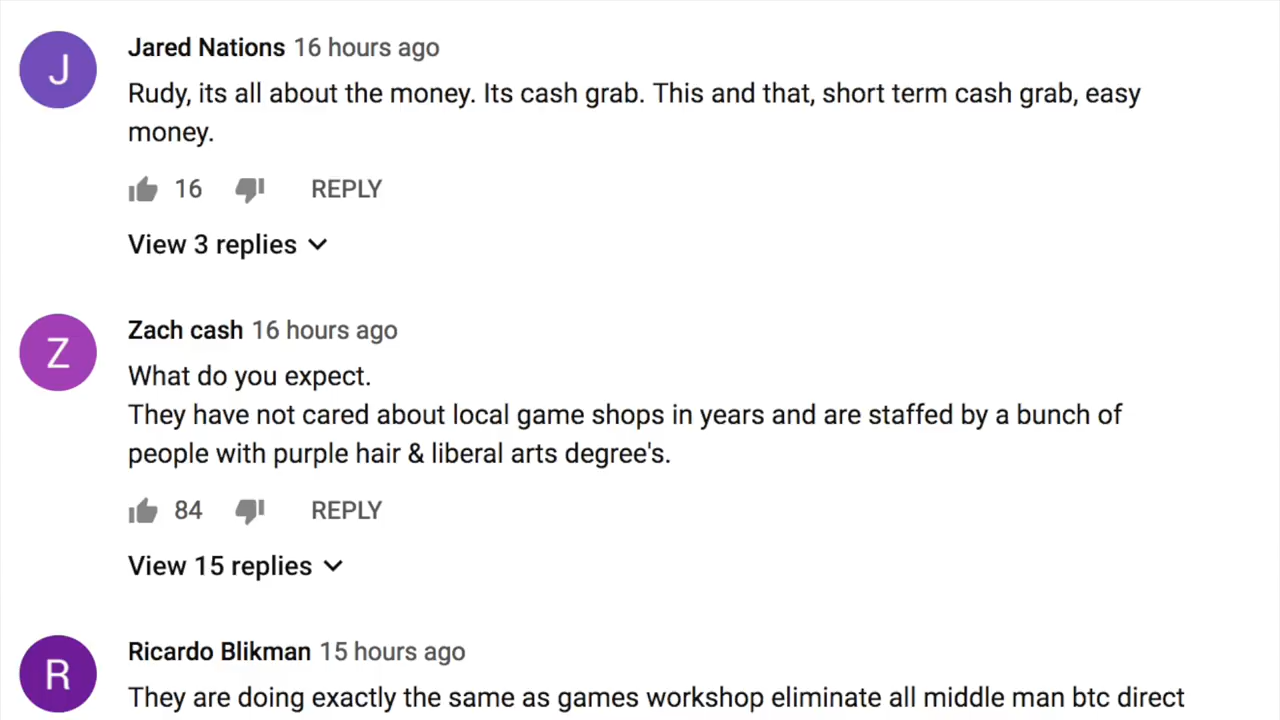 J
Jared Nations 16 hours ago
Rudy, its all about the money. Its cash grab. This and that, short term cash grab, easy
money.
16 REPLY
View 3 replies
Z
Zach cash 16 hours ago
What do you expect.
They have not cared about local game shops in years and are staffed by a bunch of
people with purple hair & liberal arts degree's.
84 REPLY
View 15 replies
R
Ricardo Blikman 15 hours ago
They are doing exactly the same as games workshop eliminate all middle man btc direct